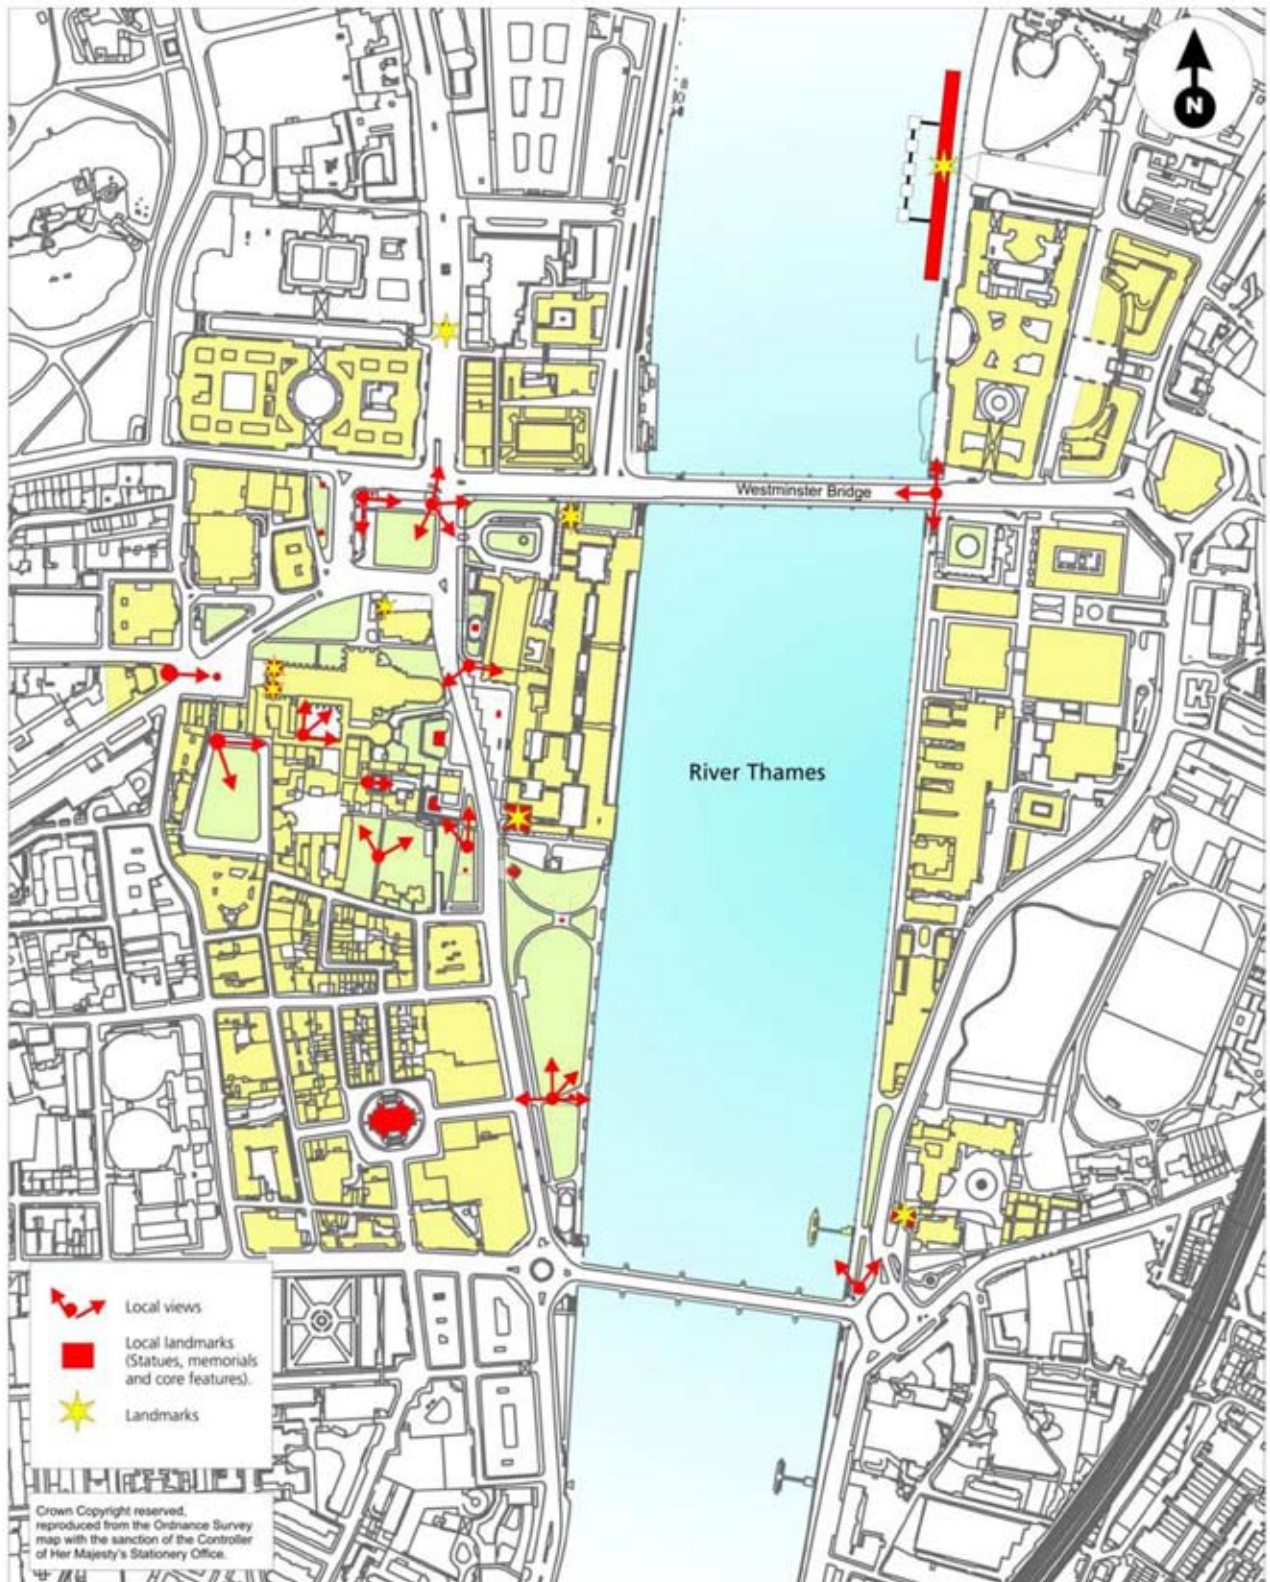 N
Westminster Bridge
River Thames
Local views
Local landmarks
(Statues, memorials
and core features).
Landmarks
Crown Copyright reserved,
reproduced from the Ordnance Survey
map with the sanction of the Controller
of Her Majesty's Stationery Office.